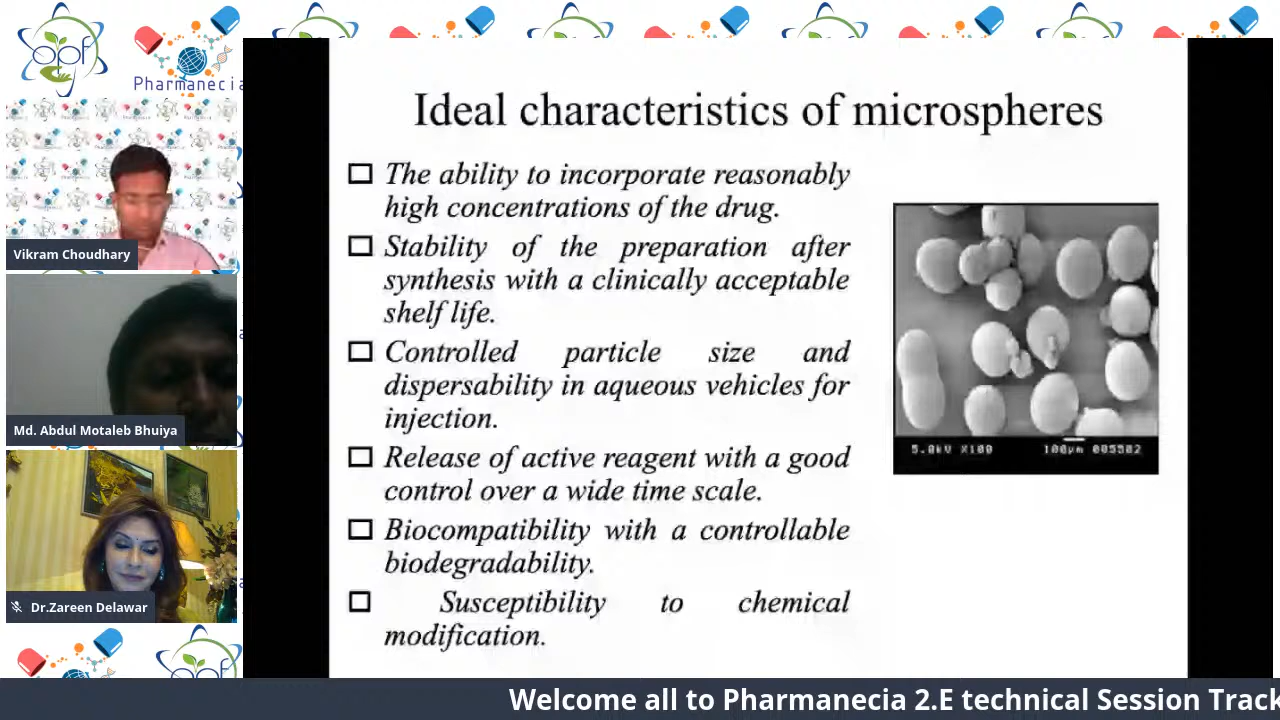 opf
Pharmanecia
Vikram Choudhary
Md. Abdul Motaleb Bhuiya
Dr.Zareen Delawar
Ideal characteristics of microspheres
The ability to incorporate reasonably
high concentrations of the drug.
Stability of the preparation after
synthesis with a clinically acceptable
shelf life.
Controlled particle size and
dispersability in aqueous vehicles for
injection.
Release of active reagent with a good
control over a wide time scale.
Biocompatibility with a controllable
biodegradability.
Susceptibility to chemical
modification.
5.0kV X100 100µm 005502
Welcome all to Pharmanecia 2.E technical Session Track